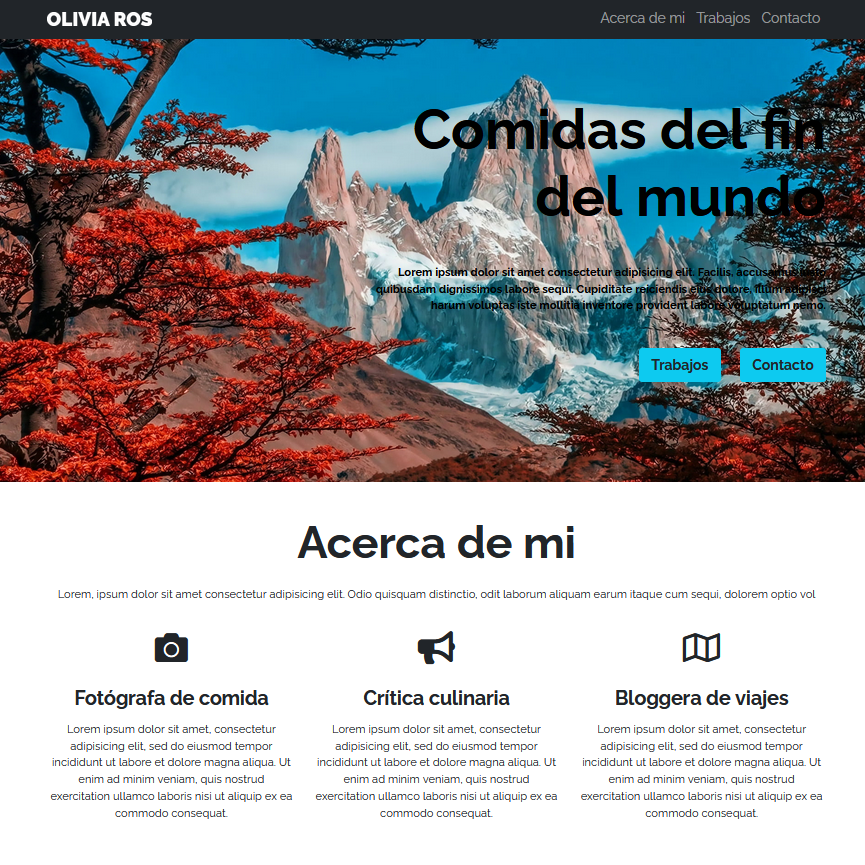 OLIVIA ROS
Acerca de mi Trabajos Contacto
Comidas del fin
del mundo
Lorem ipsum dolor sit amet consectetur adipisicing elit. Facilis, accusamus
quibusdam dignissimos labore sequi. Cupiditate reiciendis eius dolore. Illum
harum voluptas iste mollitia inventore provident labore voluptatum nemo.
Trabajos Contacto
Acerca de mi
Lorem, ipsum dolor sit amet consectetur adipisicing elit. Odio quisquam distinctio, odit laborum aliquam earum itaque cum sequi, dolorem optio vol
Fotógrafa de comida
Lorem ipsum dolor sit amet, consectetur
adipisicing elit, sed do eiusmod tempor
incididunt ut labore et dolore magna aliqua. Ut
enim ad minim veniam, quis nostrud
exercitation ullamco laboris nisi ut aliquip ex ea
commodo consequat.
Crítica culinaria
Lorem ipsum dolor sit amet, consectetur
adipisicing elit, sed do eiusmod tempor
incididunt ut labore et dolore magna aliqua. Ut
enim ad minim veniam, quis nostrud
exercitation ullamco laboris nisi ut aliquip ex ea
commodo consequat.
Bloggera de viajes
Lorem ipsum dolor sit amet, consectetur
adipisicing elit, sed do eiusmod tempor
incididunt ut labore et dolore magna aliqua. Ut
enim ad minim veniam, quis nostrud
exercitation ullamco laboris nisi ut aliquip ex ea
commodo consequat.